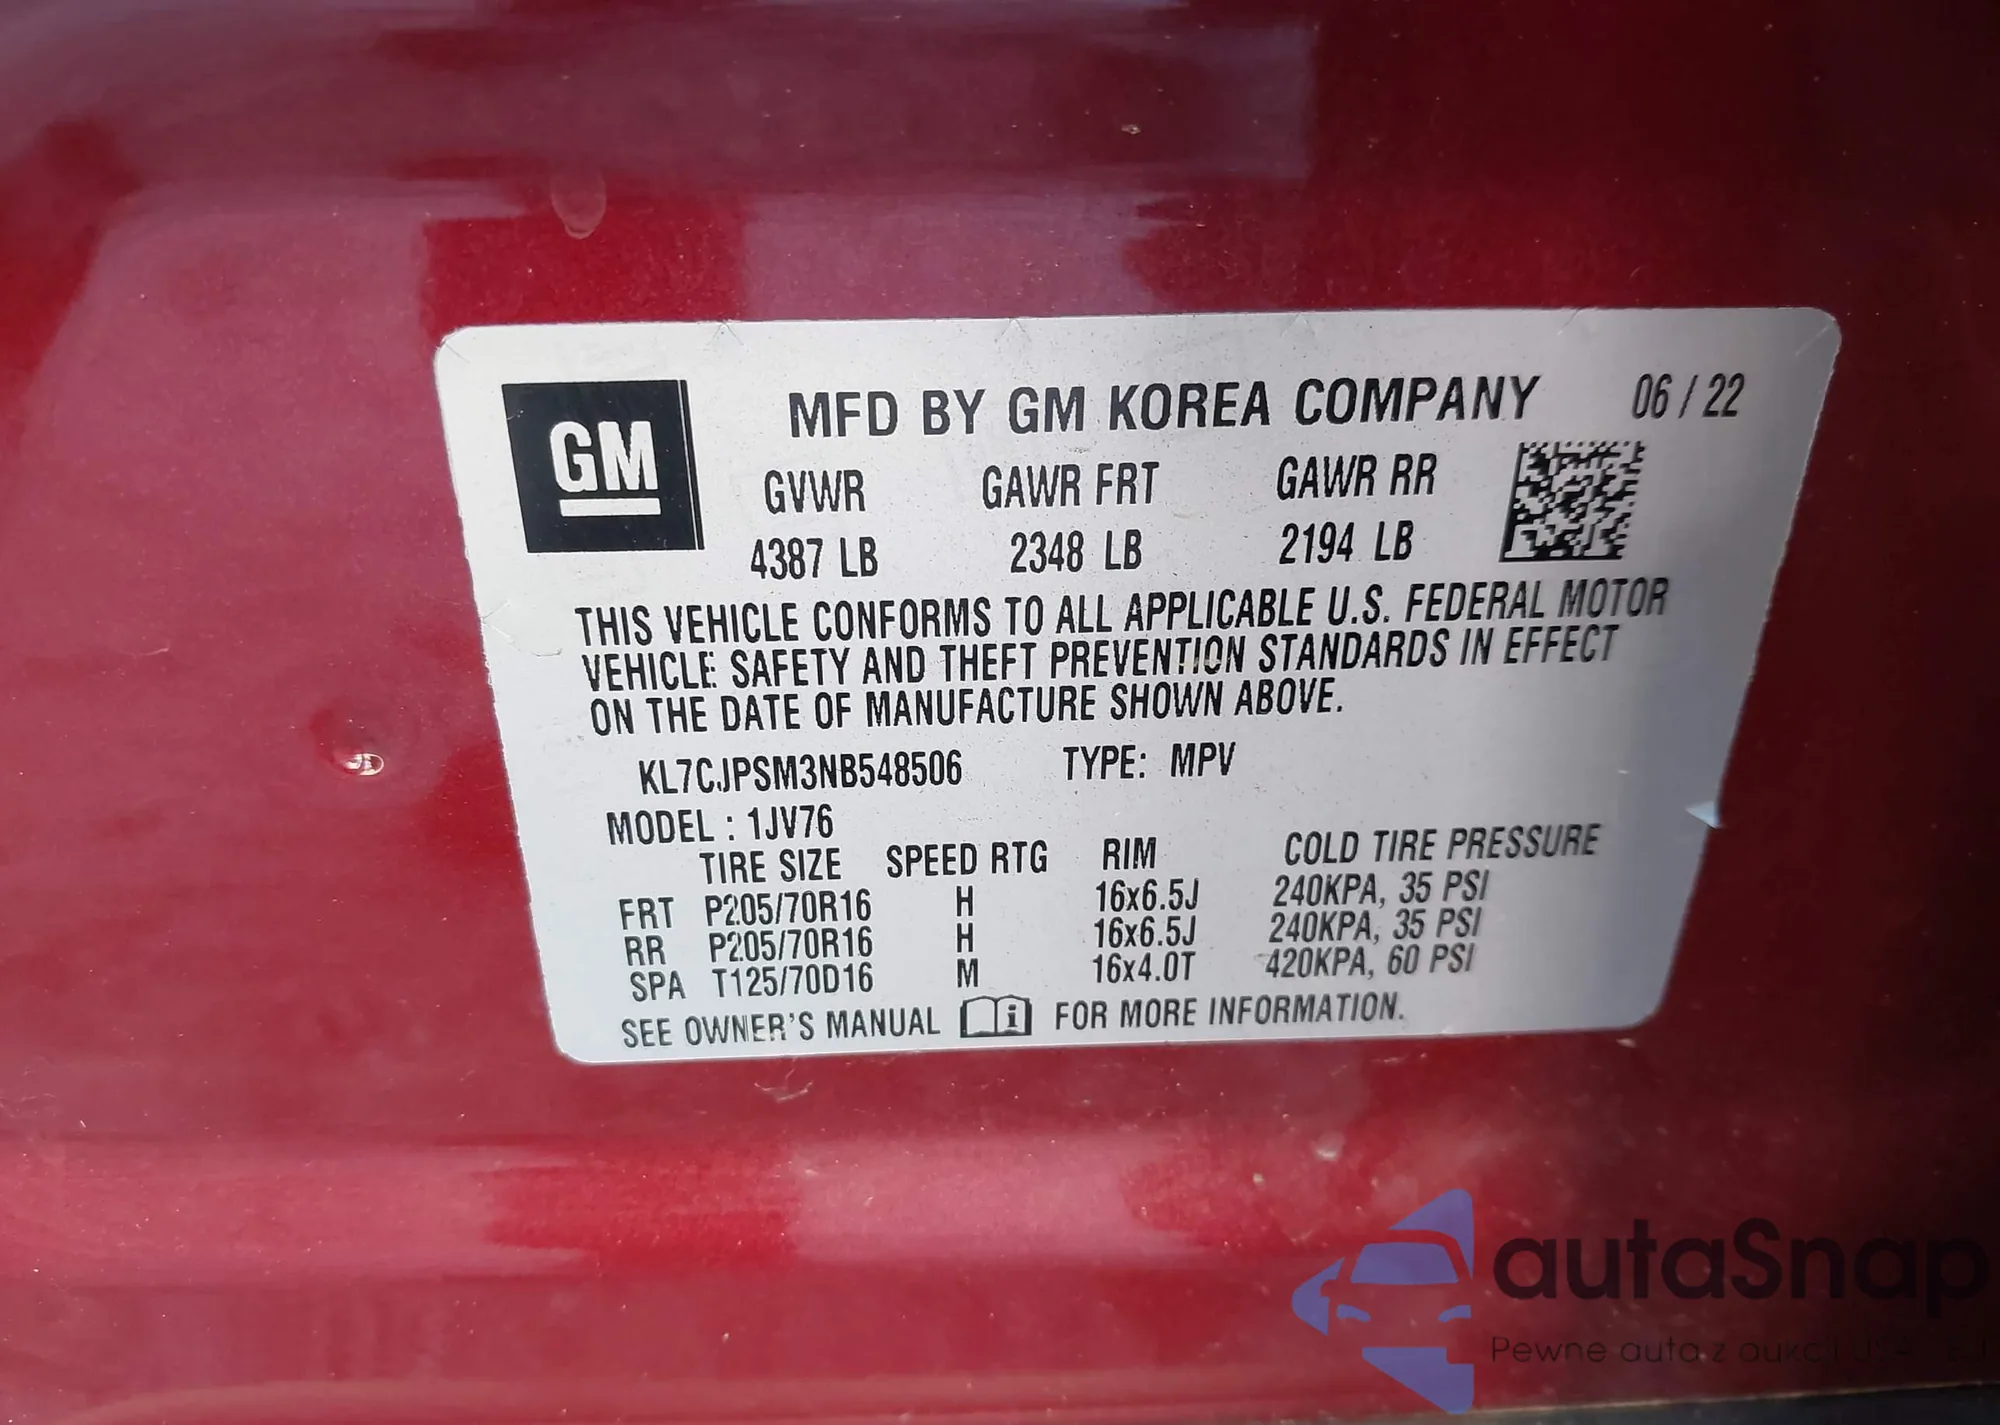 GM
MFD BY GM KOREA COMPANY 06 / 22
GVWR GAWR FRT GAWR RR
4387 LB 2348 LB 2194 LB
THIS VEHICLE CONFORMS TO ALL APPLICABLE U.S. FEDERAL MOTOR
VEHICLE SAFETY AND THEFT PREVENTION STANDARDS IN EFFECT
ON THE DATE OF MANUFACTURE SHOWN ABOVE.
KL7CJPSM3NB548506 TYPE: MPV
MODEL : 1JV76
TIRE SIZE SPEED RTG RIM COLD TIRE PRESSURE
FRT P205/70R16 H 16x6.5J 240KPA, 35 PSI
RR P205/70R16 H 16x6.5J 240KPA, 35 PSI
SPA T125/70D16 M 16x4.0T 420KPA, 60 PSI
SEE OWNER'S MANUAL i FOR MORE INFORMATION.
autaSnap
Pewne auta z aukcji